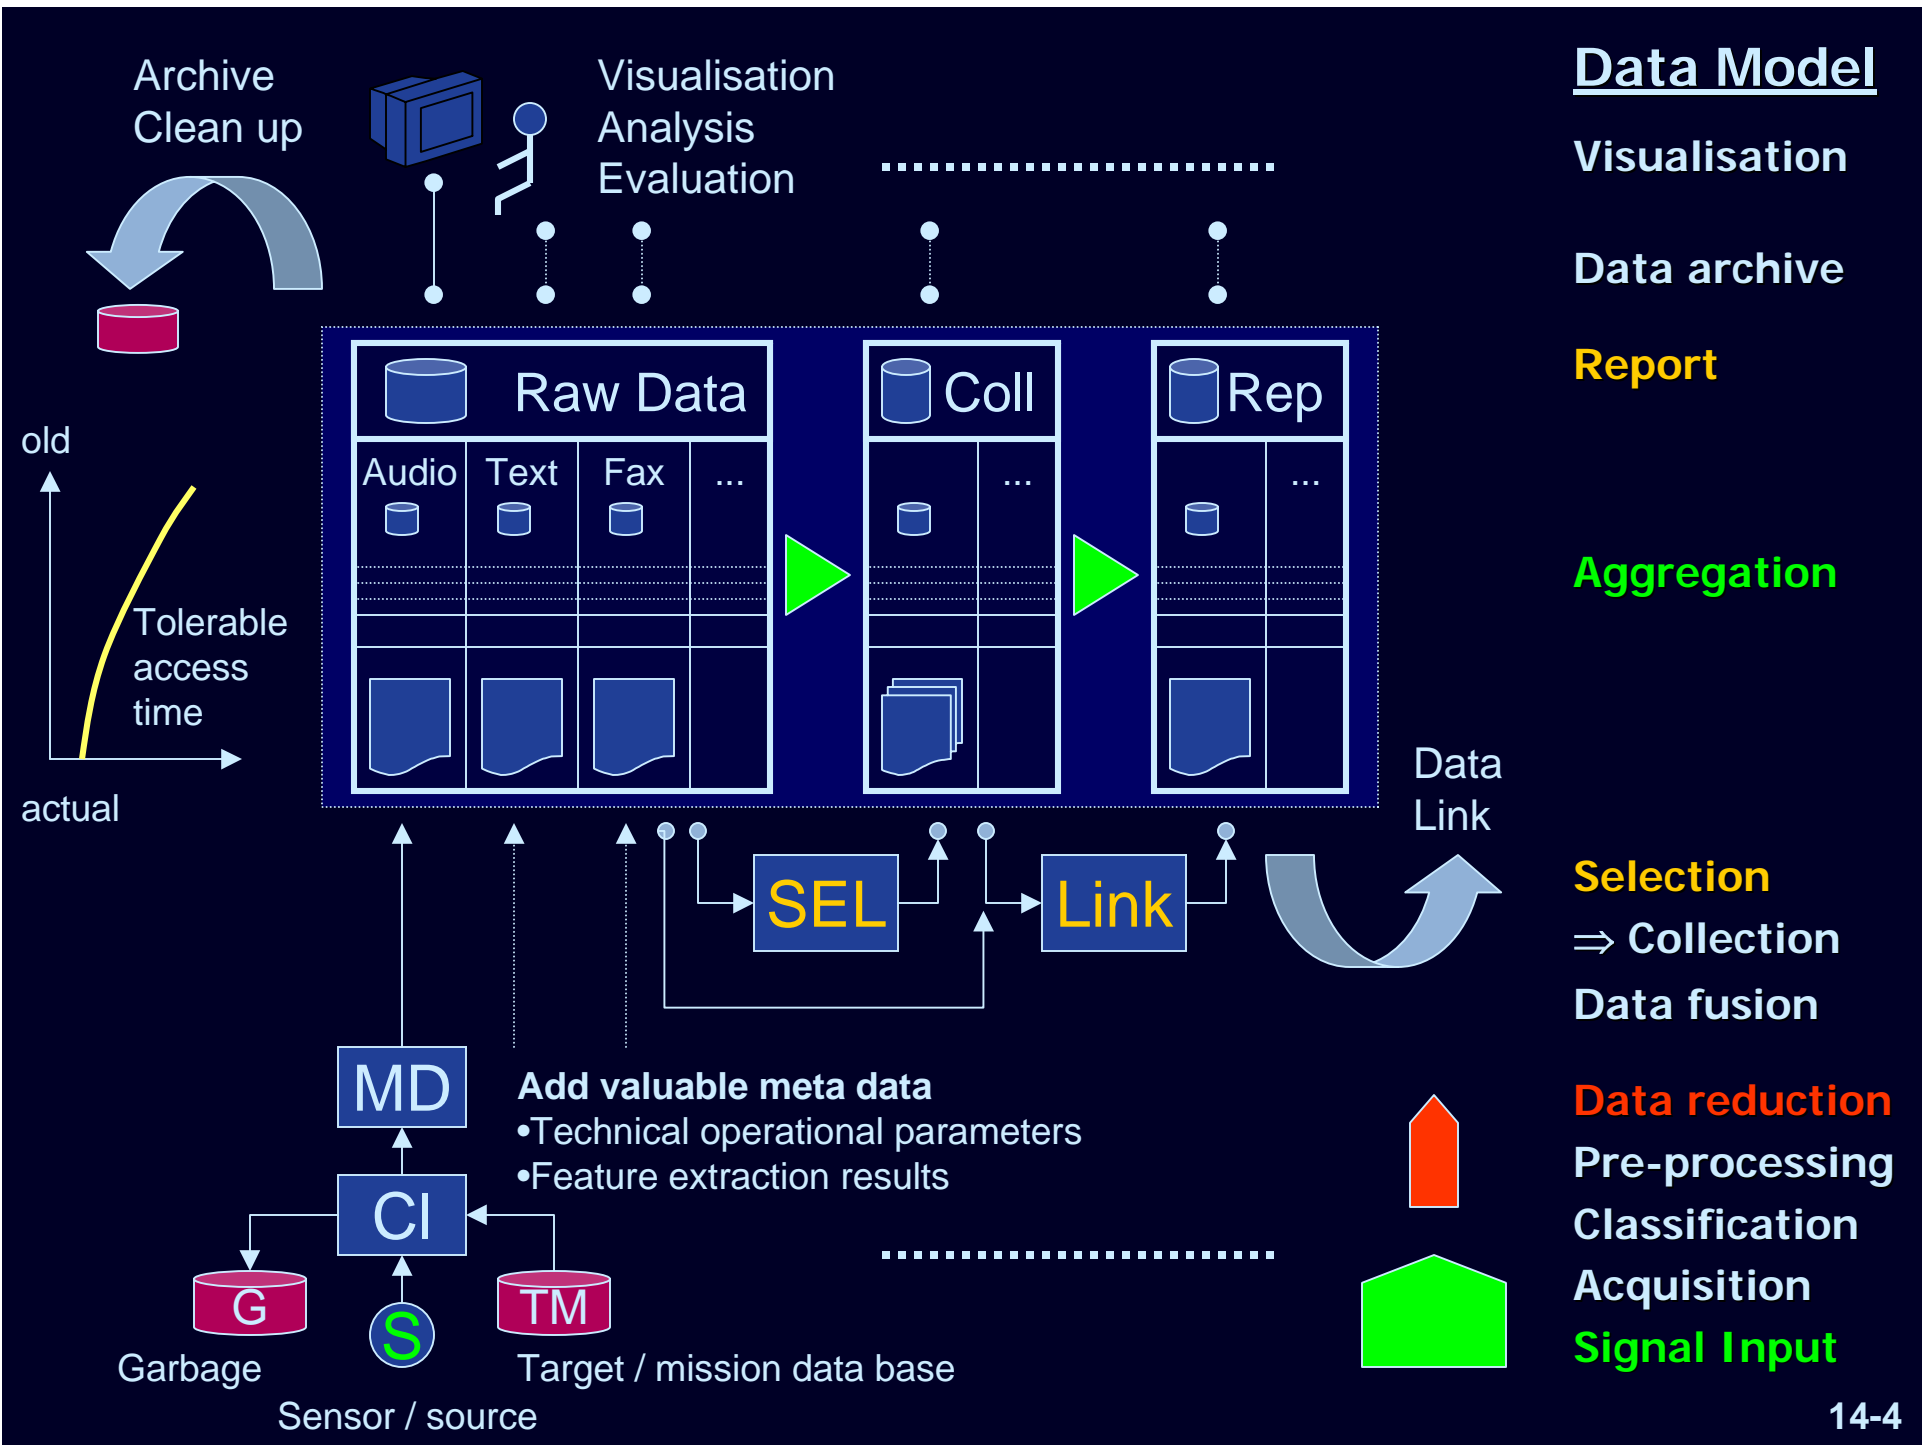 Data Model
Archive
Clean up
Visualisation
Analysis
Evaluation
Visualisation
Data archive
Report
Raw Data
Coll
Rep
old
Audio
Text
Fax
...
...
...
Aggregation
Tolerable
access
time
actual
Data
Link
SEL
Link
Selection
⇒ Collection
Data fusion
MD
Add valuable meta data
•Technical operational parameters
•Feature extraction results
Data reduction
Pre-processing
Classification
Acquisition
Signal Input
CI
G
S
TM
Garbage
Target / mission data base
Sensor / source
14-4